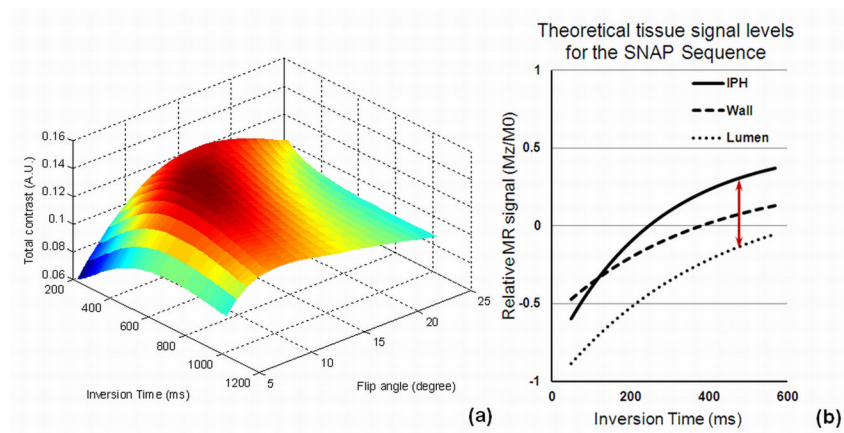 0.16
0.14
0.12
0.1
0.08
0.06
Total contrast (A.U.)
200
400
600
800
1000
1200
Inversion Time (ms)
5
10
15
20
25
Flip angle (degree)
(a)
Theoretical tissue signal levels
for the SNAP Sequence
1
0.5
0
-0.5
-1
Relative MR signal (Mz/M0)
IPH
Wall
Lumen
0
200
400
600
Inversion Time (ms)
(b)